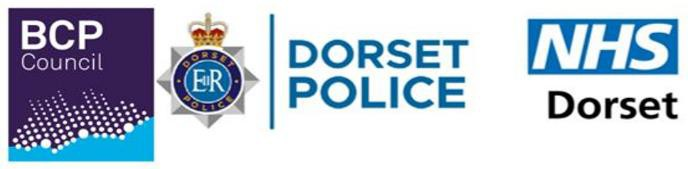 BCP
Council
DORSET
EIIR
POLICE
DORSET
POLICE
NHS
Dorset